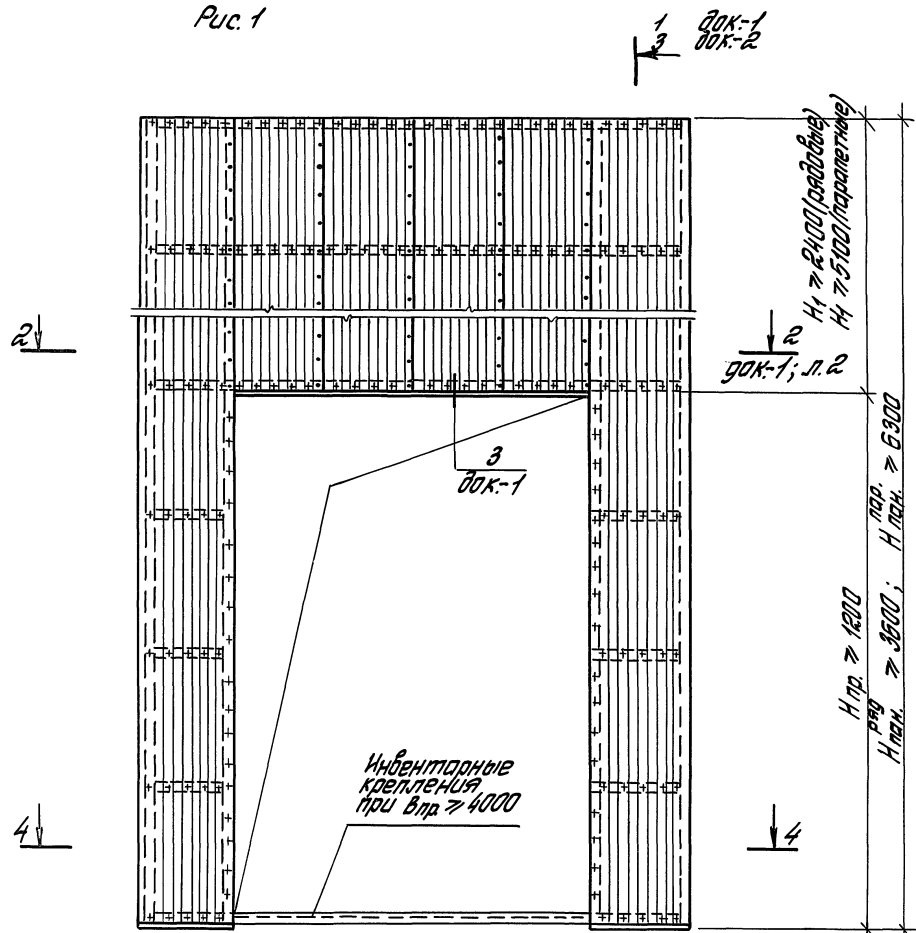 Рис. 1
1 док.-1
3 док.-2
H1 ⩾ 2400 (рядовые)
H1 ⩾ 5100 (парапетные)
2
2
док.-1; л. 2
3
док.-1
Hпр. ⩾ 1200
Hпан. ряд ⩾ 3600; Hпан. пар. ⩾ 6300
Инвентарные
крепления
при Bпр. ⩾ 4000
4
4